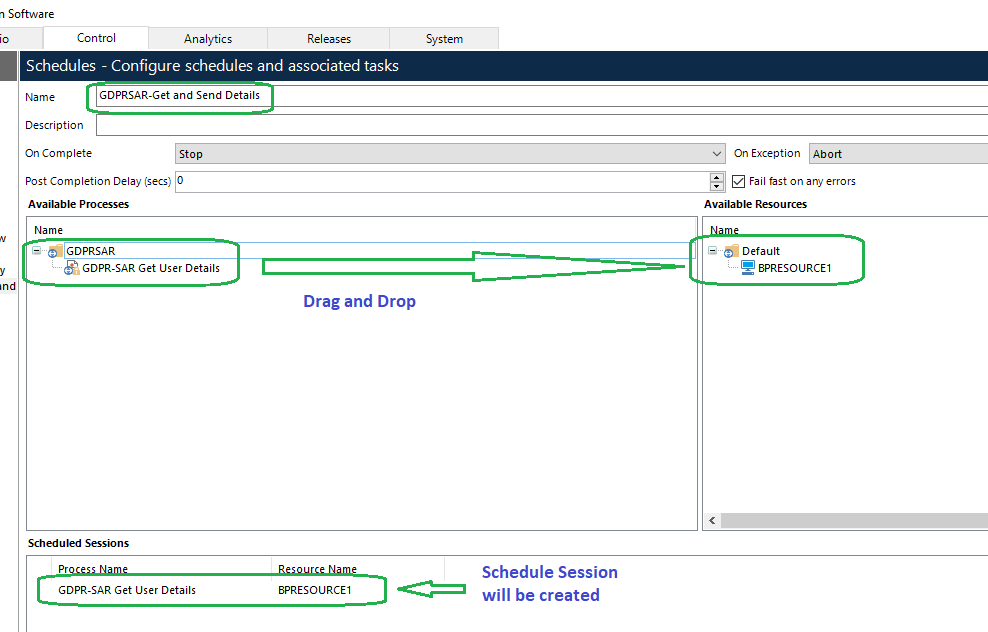 n Software
io Control Analytics Releases System
Schedules - Configure schedules and associated tasks
Name GDPRSAR-Get and Send Details
Description
On Complete Stop On Exception Abort
Post Completion Delay (secs) 0 Fail fast on any errors
Available Processes Available Resources
Name Name
w
GDPRSAR Default
y GDPR-SAR Get User Details BPRESOURCE1
and
Drag and Drop
Scheduled Sessions
Process Name Resource Name
GDPR-SAR Get User Details BPRESOURCE1
Schedule Session
will be created